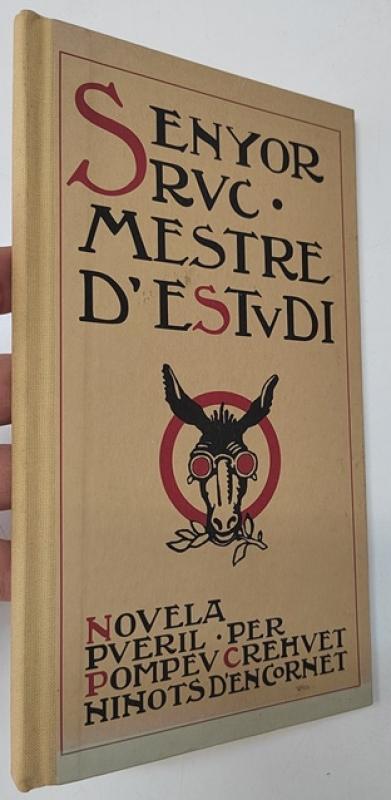 SENYOR
RVC ·
MESTRE
D'ESTVDI
NOVELA
PVERIL · PER
POMPEV CREHVET
NINOTS D'EN CORNET